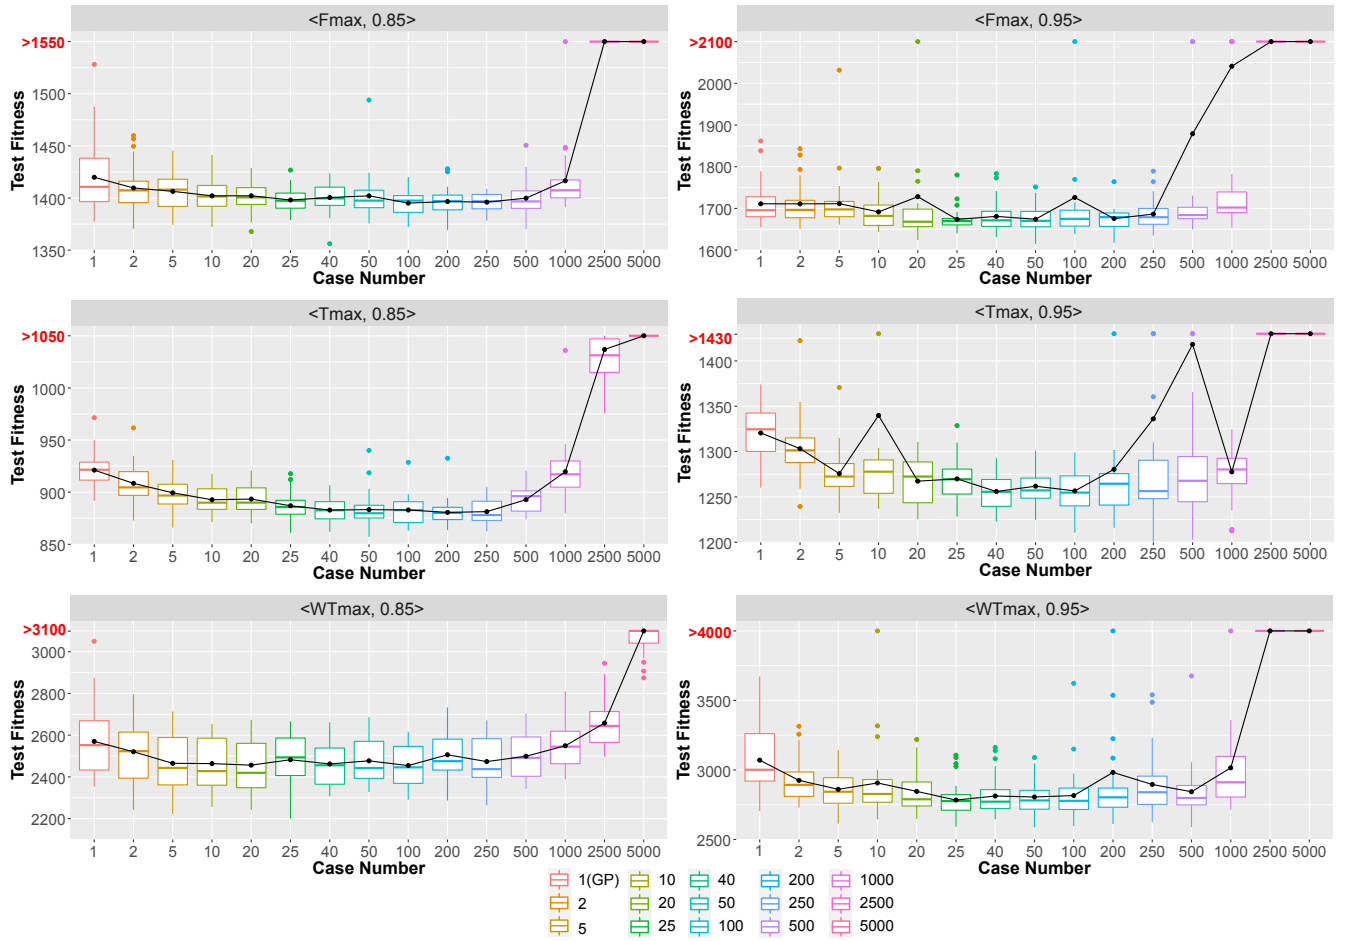 <Fmax, 0.85>
>1550
1500
1450
1400
1350
Test Fitness
1 2 5 10 20 25 40 50 100 200 250 500 1000 2500 5000
Case Number
<Fmax, 0.95>
>2100
2000
1900
1800
1700
1600
Test Fitness
1 2 5 10 20 25 40 50 100 200 250 500 1000 2500 5000
Case Number
<Tmax, 0.85>
>1050
1000
950
900
850
Test Fitness
1 2 5 10 20 25 40 50 100 200 250 500 1000 2500 5000
Case Number
<Tmax, 0.95>
>1430
1400
1350
1300
1250
1200
Test Fitness
1 2 5 10 20 25 40 50 100 200 250 500 1000 2500 5000
Case Number
<WTmax, 0.85>
>3100
3000
2800
2600
2400
2200
Test Fitness
1 2 5 10 20 25 40 50 100 200 250 500 1000 2500 5000
Case Number
<WTmax, 0.95>
>4000
3500
3000
2500
Test Fitness
1 2 5 10 20 25 40 50 100 200 250 500 1000 2500 5000
Case Number
1(GP) 10 40 200 1000
2 20 50 250 2500
5 25 100 500 5000